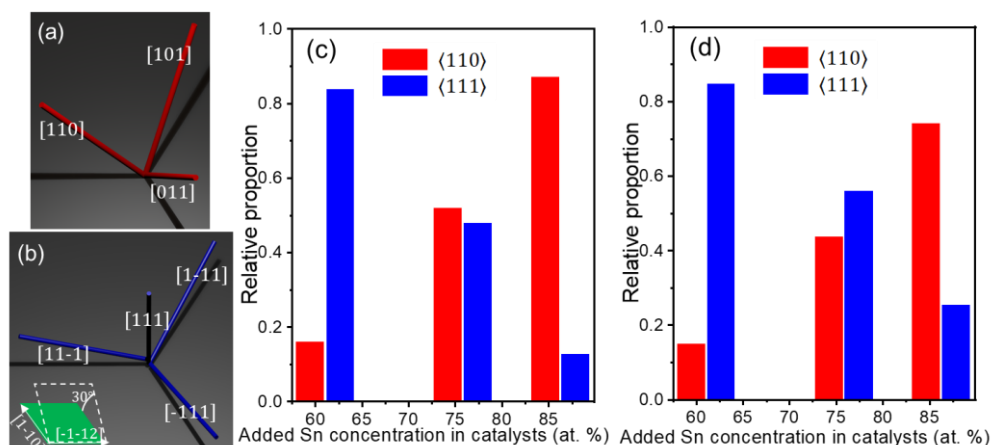 (a)
[101]
[110]
[011]
(b)
[1-11]
[111]
[11-1]
[-111]
30°
[1-10]
[-1-12]
(c)
⟨110⟩
⟨111⟩
Relative proportion
1.0
0.8
0.6
0.4
0.2
0.0
60 65 70 75 80 85
Added Sn concentration in catalysts (at. %)
(d)
⟨110⟩
⟨111⟩
Relative proportion
1.0
0.8
0.6
0.4
0.2
0.0
60 65 70 75 80 85
Added Sn concentration in catalysts (at. %)